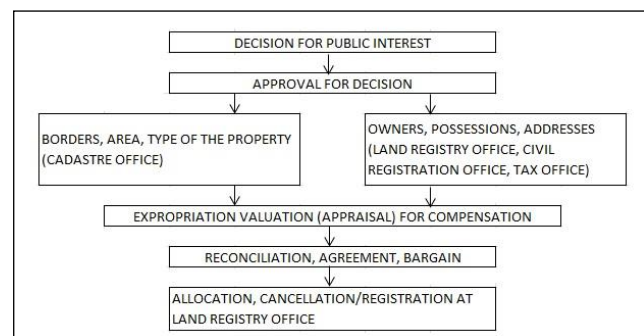 DECISION FOR PUBLIC INTEREST
APPROVAL FOR DECISION
BORDERS, AREA, TYPE OF THE PROPERTY
(CADASTRE OFFICE)
OWNERS, POSSESSIONS, ADDRESSES
(LAND REGISTRY OFFICE, CIVIL
REGISTRATION OFFICE, TAX OFFICE)
EXPROPRIATION VALUATION (APPRAISAL) FOR COMPENSATION
RECONCILIATION, AGREEMENT, BARGAIN
ALLOCATION, CANCELLATION/REGISTRATION AT
LAND REGISTRY OFFICE